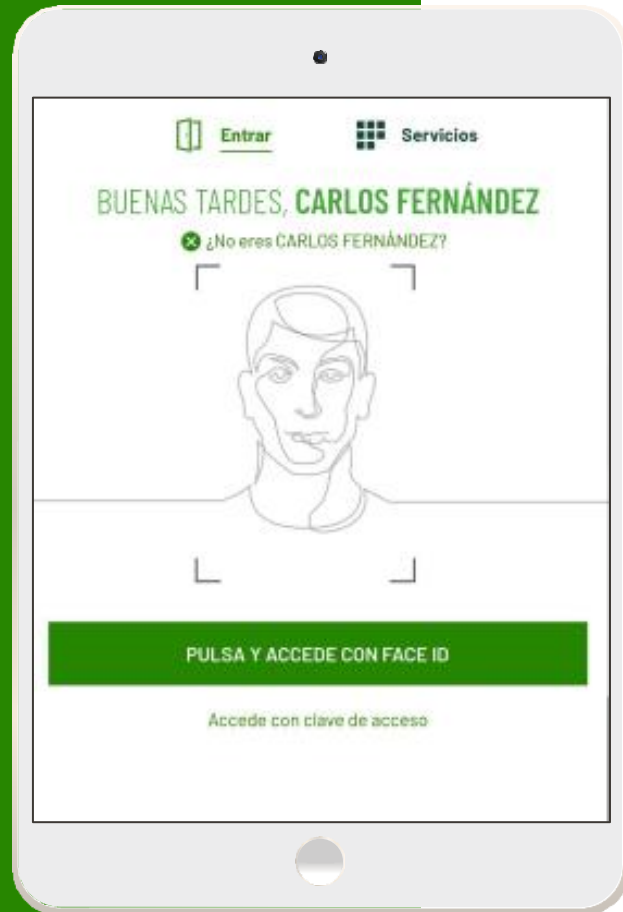 Entrar
Servicios
BUENAS TARDES, CARLOS FERNÁNDEZ
¿No eres CARLOS FERNÁNDEZ?
PULSA Y ACCEDE CON FACE ID
Accede con clave de acceso